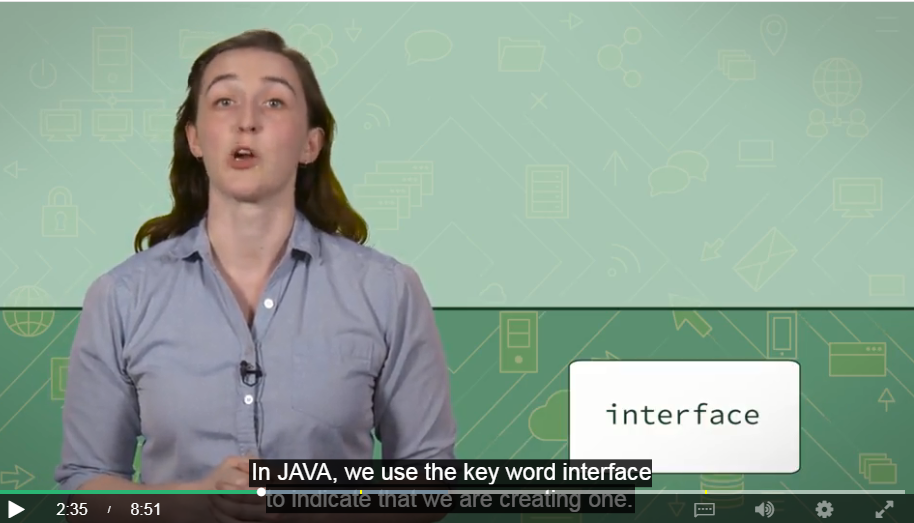 interface
In JAVA, we use the key word interface
to indicate that we are creating one.
2:35 / 8:51